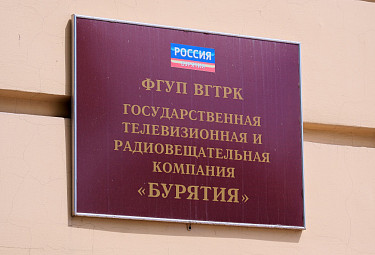 РОССИЯ
ФГУП ВГТРК
ГОСУДАРСТВЕННАЯ
ТЕЛЕВИЗИОННАЯ И
РАДИОВЕЩАТЕЛЬНАЯ
КОМПАНИЯ
«БУРЯТИЯ»